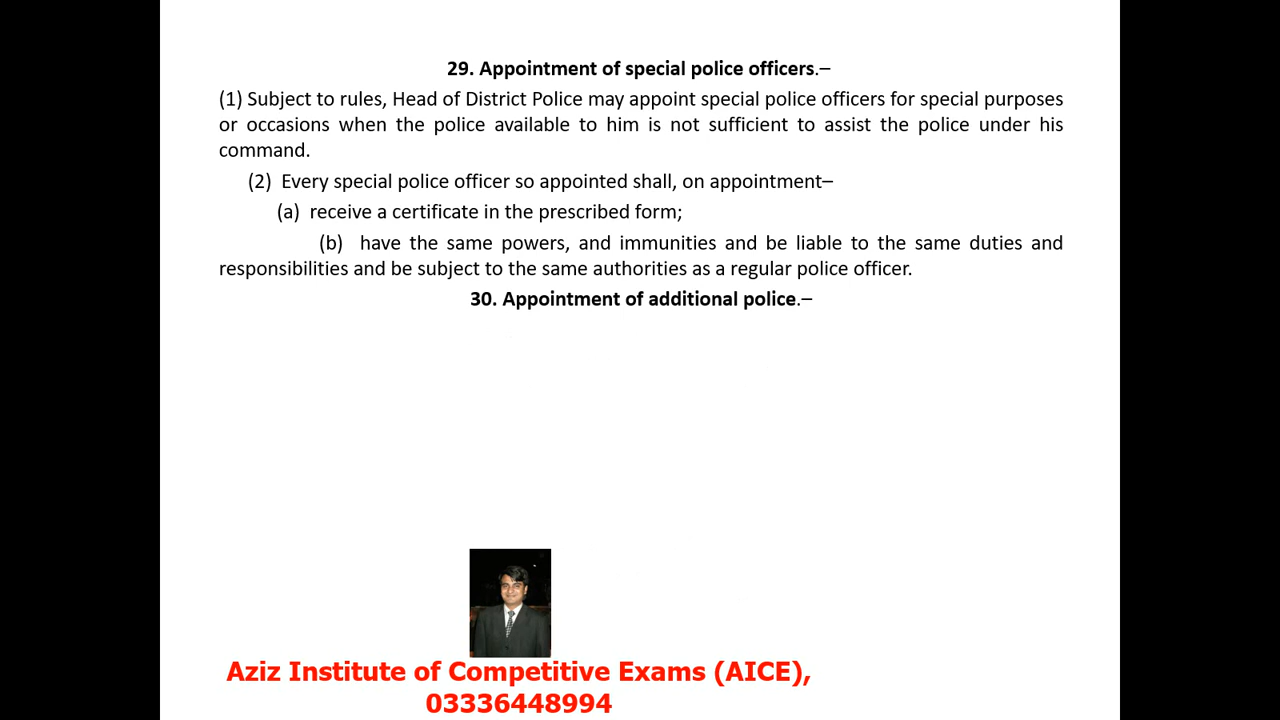 29. Appointment of special police officers.–
(1) Subject to rules, Head of District Police may appoint special police officers for special purposes
or occasions when the police available to him is not sufficient to assist the police under his
command.
(2) Every special police officer so appointed shall, on appointment–
(a) receive a certificate in the prescribed form;
(b) have the same powers, and immunities and be liable to the same duties and
responsibilities and be subject to the same authorities as a regular police officer.
30. Appointment of additional police.–
Aziz Institute of Competitive Exams (AICE),
03336448994